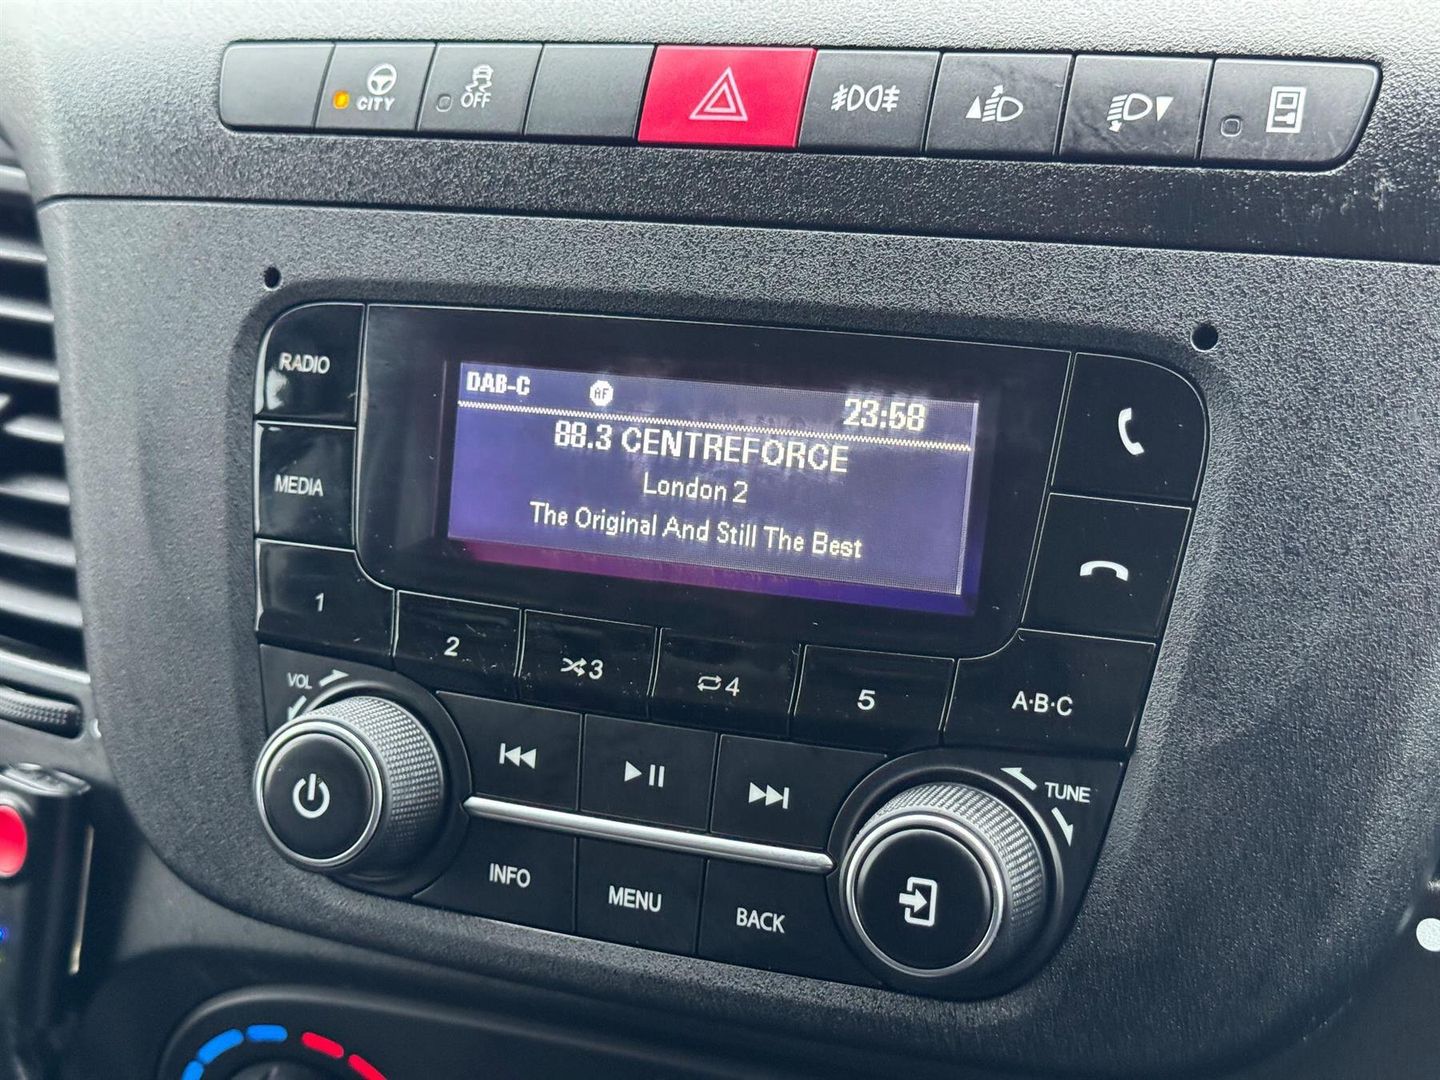 CITY
OFF
RADIO
DAB-C AF 23:58
88.3 CENTREFORCE
London 2
The Original And Still The Best
MEDIA
1
2
3
4
5
A·B·C
VOL
TUNE
INFO
MENU
BACK